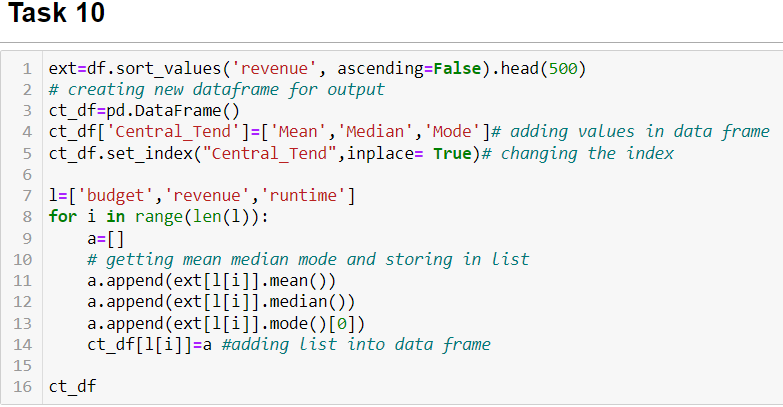 Task 10
1 ext=df.sort_values('revenue', ascending=False).head(500)
2 # creating new dataframe for output
3 ct_df=pd.DataFrame()
4 ct_df['Central_Tend']=['Mean','Median','Mode']# adding values in data frame
5 ct_df.set_index("Central_Tend",inplace= True)# changing the index
6
7 l=['budget','revenue','runtime']
8 for i in range(len(l)):
9     a=[]
10     # getting mean median mode and storing in list
11     a.append(ext[l[i]].mean())
12     a.append(ext[l[i]].median())
13     a.append(ext[l[i]].mode()[0])
14     ct_df[l[i]]=a #adding list into data frame
15
16 ct_df